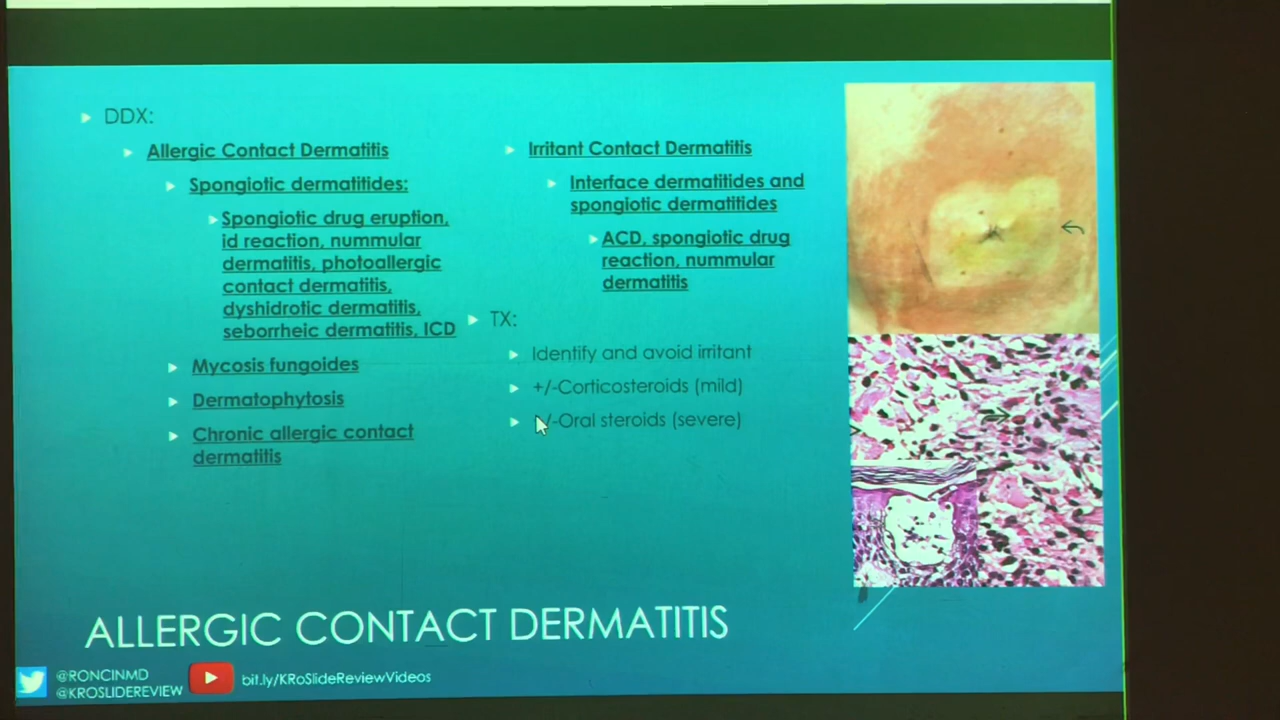 DDX:
Allergic Contact Dermatitis
Spongiotic dermatitides:
Spongiotic drug eruption,
id reaction, nummular
dermatitis, photoallergic
contact dermatitis,
dyshidrotic dermatitis,
seborrheic dermatitis, ICD
Mycosis fungoides
Dermatophytosis
Chronic allergic contact
dermatitis
Irritant Contact Dermatitis
Interface dermatitides and
spongiotic dermatitides
ACD, spongiotic drug
reaction, nummular
dermatitis
TX:
Identify and avoid irritant
+/-Corticosteroids (mild)
/-Oral steroids (severe)
ALLERGIC CONTACT DERMATITIS
@RONCINMD
@KROSLIDEREVIEW
bit.ly/KRoSlideReviewVideos